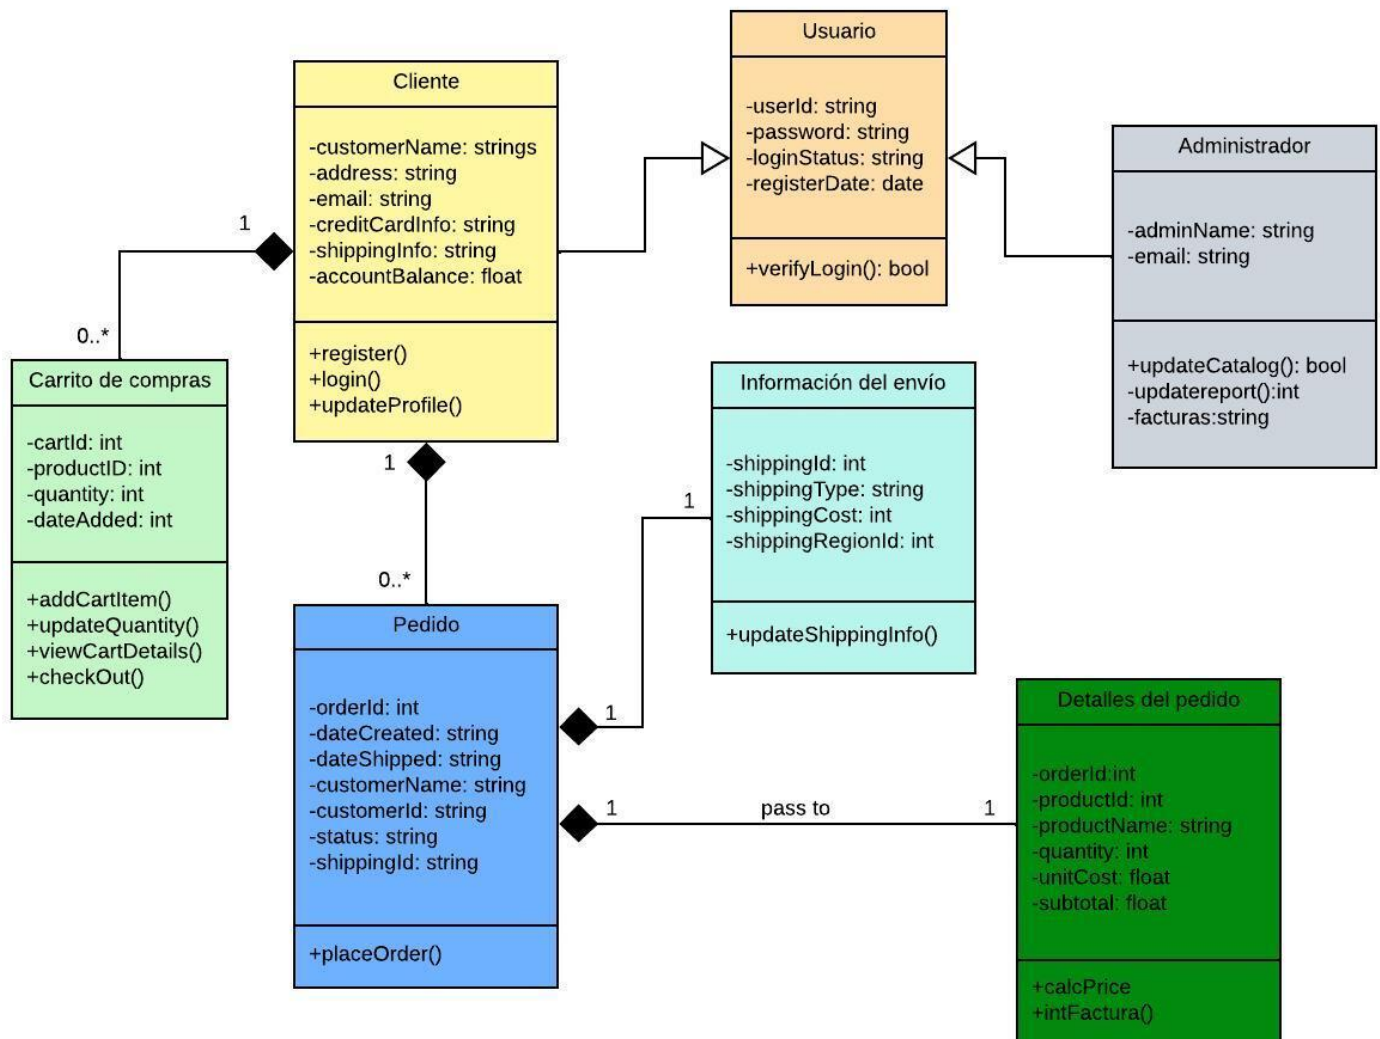 Usuario
-userId: string
-password: string
-loginStatus: string
-registerDate: date
+verifyLogin(): bool
Cliente
-customerName: strings
-address: string
-email: string
-creditCardInfo: string
-shippingInfo: string
-accountBalance: float
+register()
+login()
+updateProfile()
Administrador
-adminName: string
-email: string
+updateCatalog(): bool
-updatereport():int
-facturas:string
1
0..*
Carrito de compras
-cartId: int
-productID: int
-quantity: int
-dateAdded: int
+addCartItem()
+updateQuantity()
+viewCartDetails()
+checkOut()
1
0..*
Información del envío
-shippingId: int
-shippingType: string
-shippingCost: int
-shippingRegionId: int
+updateShippingInfo()
1
1
Pedido
-orderId: int
-dateCreated: string
-dateShipped: string
-customerName: string
-customerId: string
-status: string
-shippingId: string
+placeOrder()
1
pass to
1
Detalles del pedido
-orderId:int
-productId: int
-productName: string
-quantity: int
-unitCost: float
-subtotal: float
+calcPrice
+intFactura()